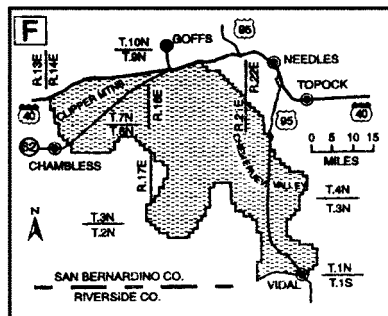 F
R.13E
R.14E
T.10N
T.9N
GOFFS
95
NEEDLES
R.22E
R.21E
TOPOCK
40
CLIPPER MTNS
R.18E
T.7N
T.6N
95
40
62
CHAMBLESS
0 5 10 15
MILES
R.17E
VALLEY
T.4N
T.3N
N
T.3N
T.2N
SAN BERNARDINO CO.
RIVERSIDE CO.
VIDAL
T.1N
T.1S